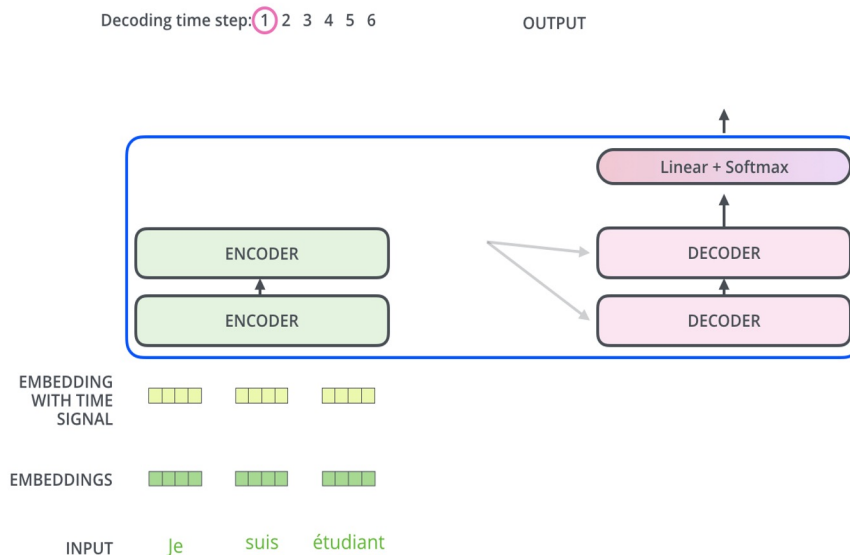 Decoding time step: 1 2 3 4 5 6
OUTPUT
Linear + Softmax
ENCODER
DECODER
ENCODER
DECODER
EMBEDDING
WITH TIME
SIGNAL
EMBEDDINGS
INPUT Je suis étudiant